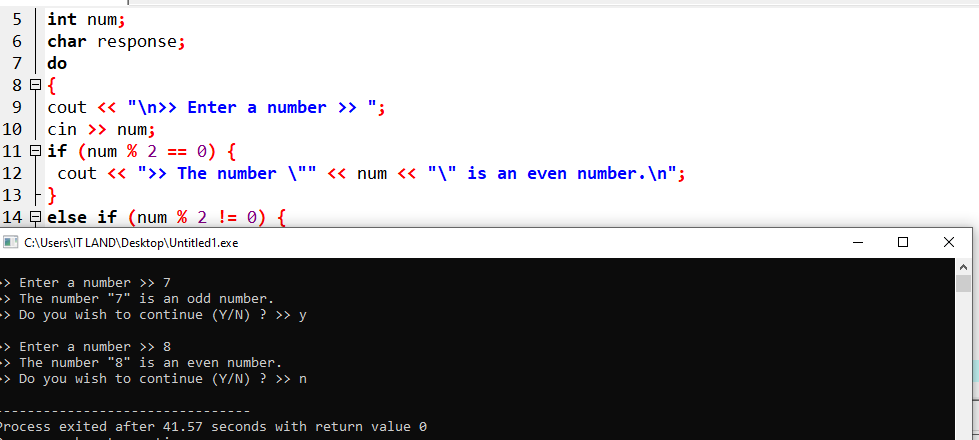 5 int num;
6 char response;
7 do
8 {
9 cout << "\n>> Enter a number >> ";
10 cin >> num;
11 if (num % 2 == 0) {
12 cout << ">> The number \"" << num << "\" is an even number.\n";
13 }
14 else if (num % 2 != 0) {
C:\Users\IT LAND\Desktop\Untitled1.exe
>> Enter a number >> 7
>> The number "7" is an odd number.
>> Do you wish to continue (Y/N) ? >> y
>> Enter a number >> 8
>> The number "8" is an even number.
>> Do you wish to continue (Y/N) ? >> n
--------------------------------
Process exited after 41.57 seconds with return value 0